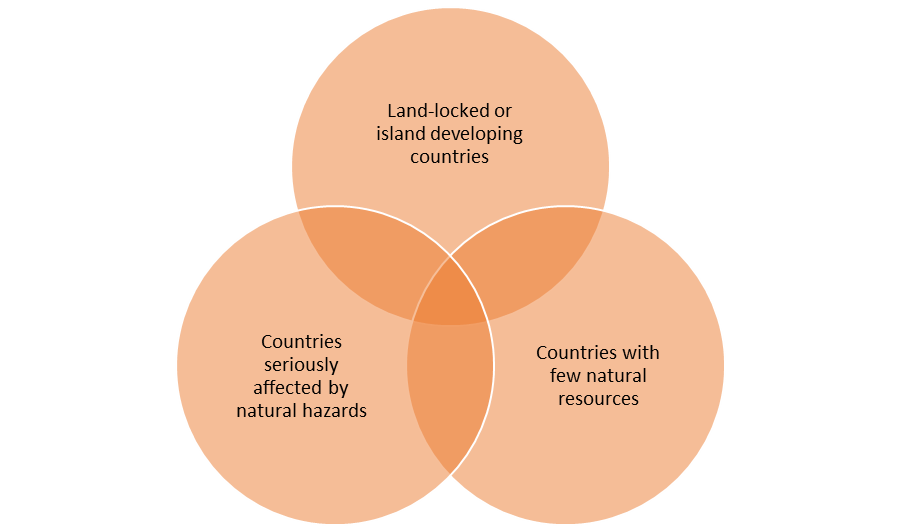 Land-locked or
island developing
countries
Countries
seriously
affected by
natural hazards
Countries with
few natural
resources